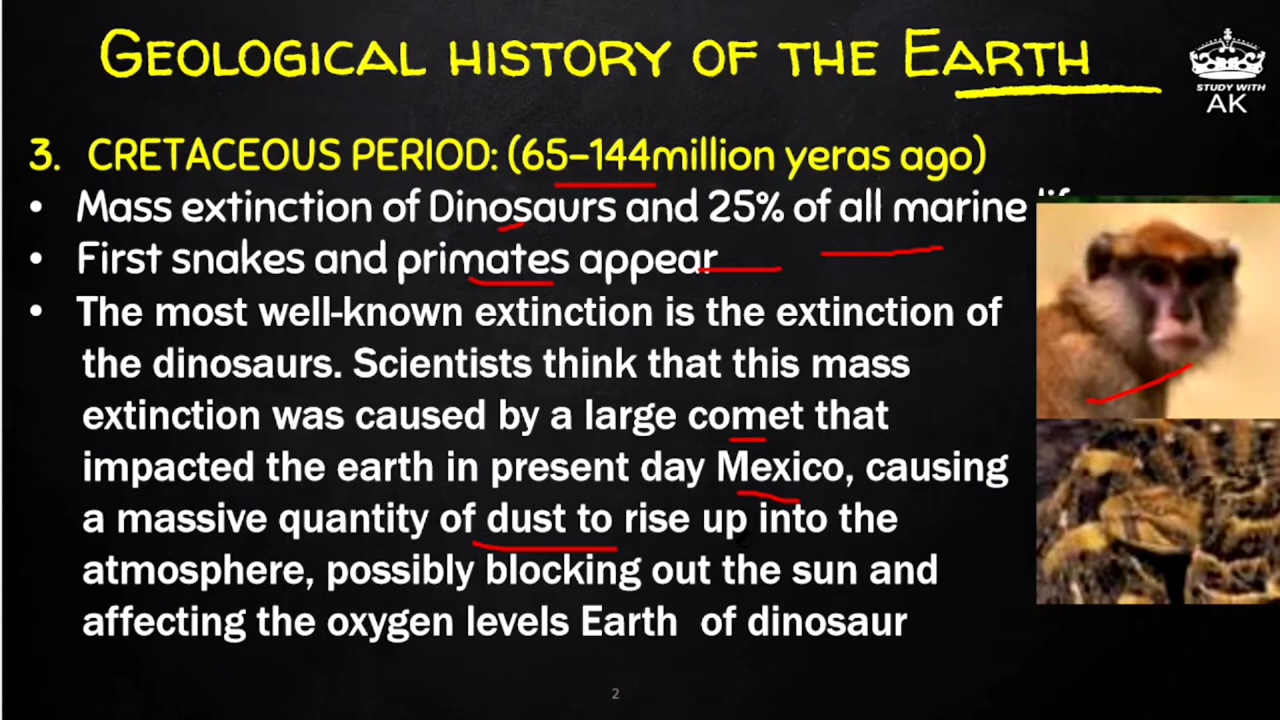 GEOLOGICAL HISTORY OF THE EARTH
STUDY WITH
AK
3. CRETACEOUS PERIOD: (65-144million yeras ago)
• Mass extinction of Dinosaurs and 25% of all marine
• First snakes and primates appear
• The most well-known extinction is the extinction of
the dinosaurs. Scientists think that this mass
extinction was caused by a large comet that
impacted the earth in present day Mexico, causing
a massive quantity of dust to rise up into the
atmosphere, possibly blocking out the sun and
affecting the oxygen levels Earth of dinosaur
2